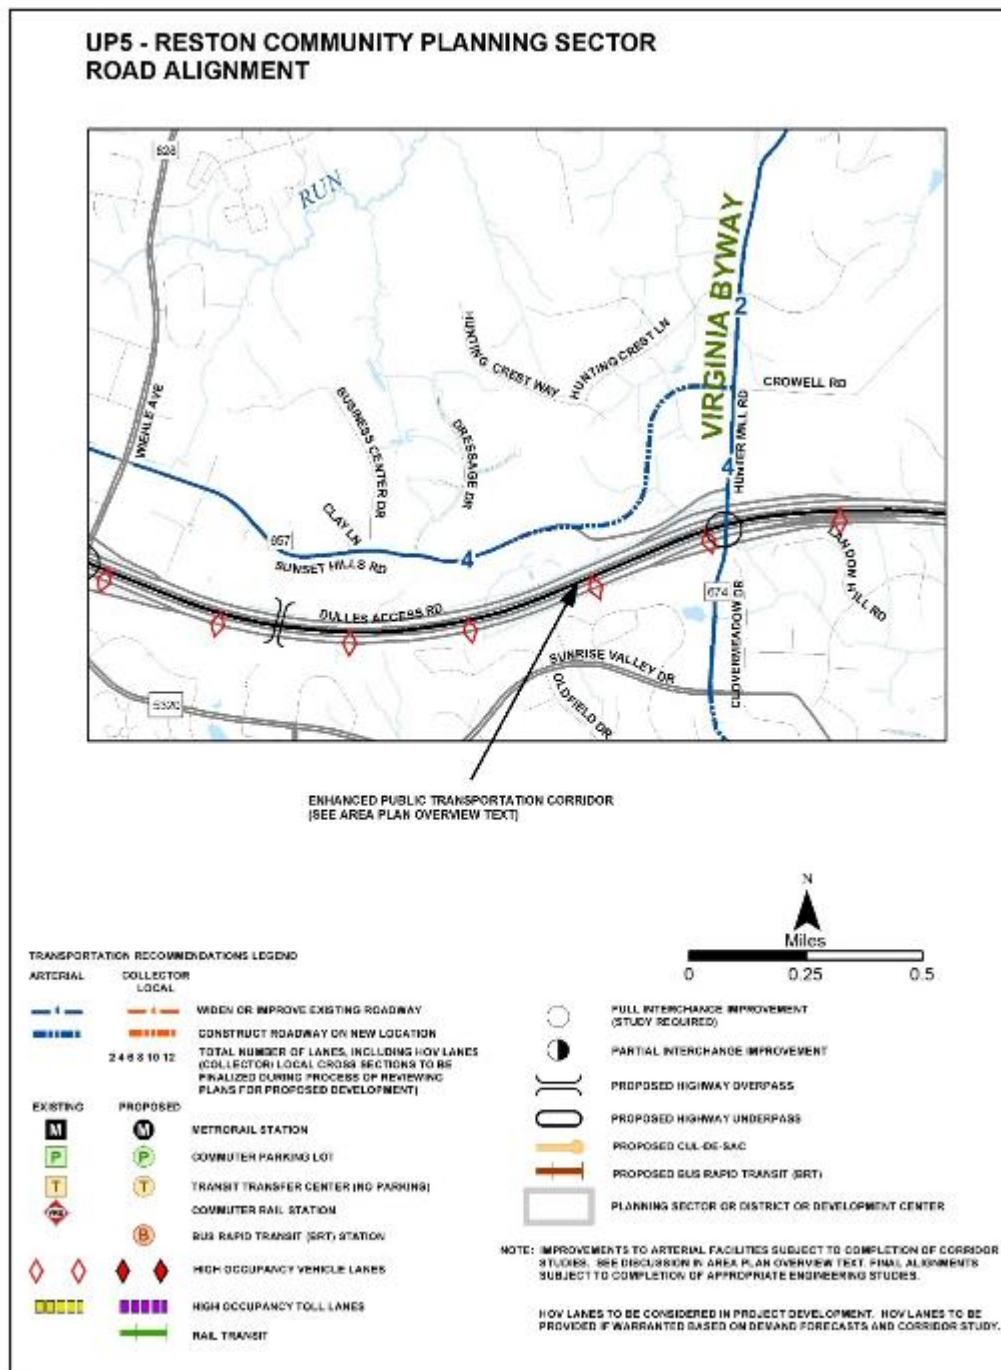 UP5 - RESTON COMMUNITY PLANNING SECTOR
ROAD ALIGNMENT
828
RUN
VIRGINIA BYWAY
2
HUNTING CREST WAY
HUNTING CREST LN
CROWELL RD
WIEHLE AVE
BUSINESS CENTER DR
DRESSAGE DR
HUNTER MILL RD
4
CLAY LN
657
SUNSET HILLS RD
4
LANDON HILL RD
DULLES ACCESS RD
674
CLOVERMEADOW DR
SUNRISE VALLEY DR
OLDFIELD DR
5320
ENHANCED PUBLIC TRANSPORTATION CORRIDOR
(SEE AREA PLAN OVERVIEW TEXT)
N
Miles
0 0.25 0.5
TRANSPORTATION RECOMMENDATIONS LEGEND
ARTERIAL
COLLECTOR
LOCAL
4 4 WIDEN OR IMPROVE EXISTING ROADWAY
CONSTRUCT ROADWAY ON NEW LOCATION
2 4 6 8 10 12 TOTAL NUMBER OF LANES, INCLUDING HOV LANES
(COLLECTOR/ LOCAL CROSS SECTIONS TO BE
FINALIZED DURING PROCESS OF REVIEWING
PLANS FOR PROPOSED DEVELOPMENT)
EXISTING PROPOSED
M M METRORAIL STATION
P P COMMUTER PARKING LOT
T T TRANSIT TRANSFER CENTER (NO PARKING)
VRE COMMUTER RAIL STATION
B BUS RAPID TRANSIT (BRT) STATION
HIGH OCCUPANCY VEHICLE LANES
HIGH OCCUPANCY TOLL LANES
RAIL TRANSIT
FULL INTERCHANGE IMPROVEMENT
(STUDY REQUIRED)
PARTIAL INTERCHANGE IMPROVEMENT
PROPOSED HIGHWAY OVERPASS
PROPOSED HIGHWAY UNDERPASS
PROPOSED CUL-DE-SAC
PROPOSED BUS RAPID TRANSIT (BRT)
PLANNING SECTOR OR DISTRICT OR DEVELOPMENT CENTER
NOTE: IMPROVEMENTS TO ARTERIAL FACILITIES SUBJECT TO COMPLETION OF CORRIDOR
STUDIES. SEE DISCUSSION IN AREA PLAN OVERVIEW TEXT. FINAL ALIGNMENTS
SUBJECT TO COMPLETION OF APPROPRIATE ENGINEERING STUDIES.
HOV LANES TO BE CONSIDERED IN PROJECT DEVELOPMENT. HOV LANES TO BE
PROVIDED IF WARRANTED BASED ON DEMAND FORECASTS AND CORRIDOR STUDY.